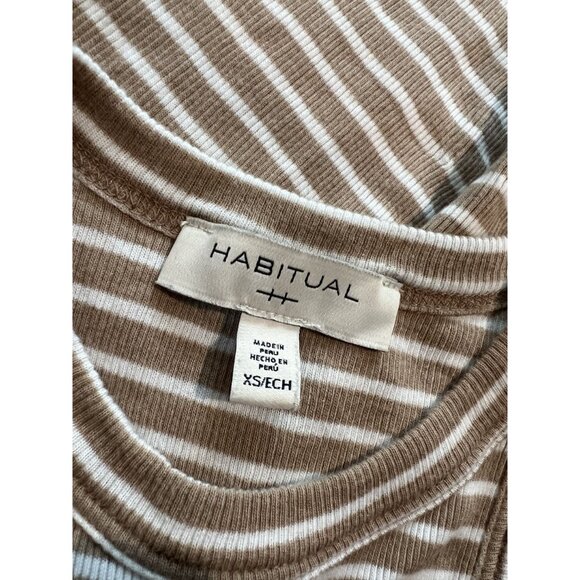 HABITUAL
MADE IN
PERU
HECHO EN
PERÚ
XS/ECH